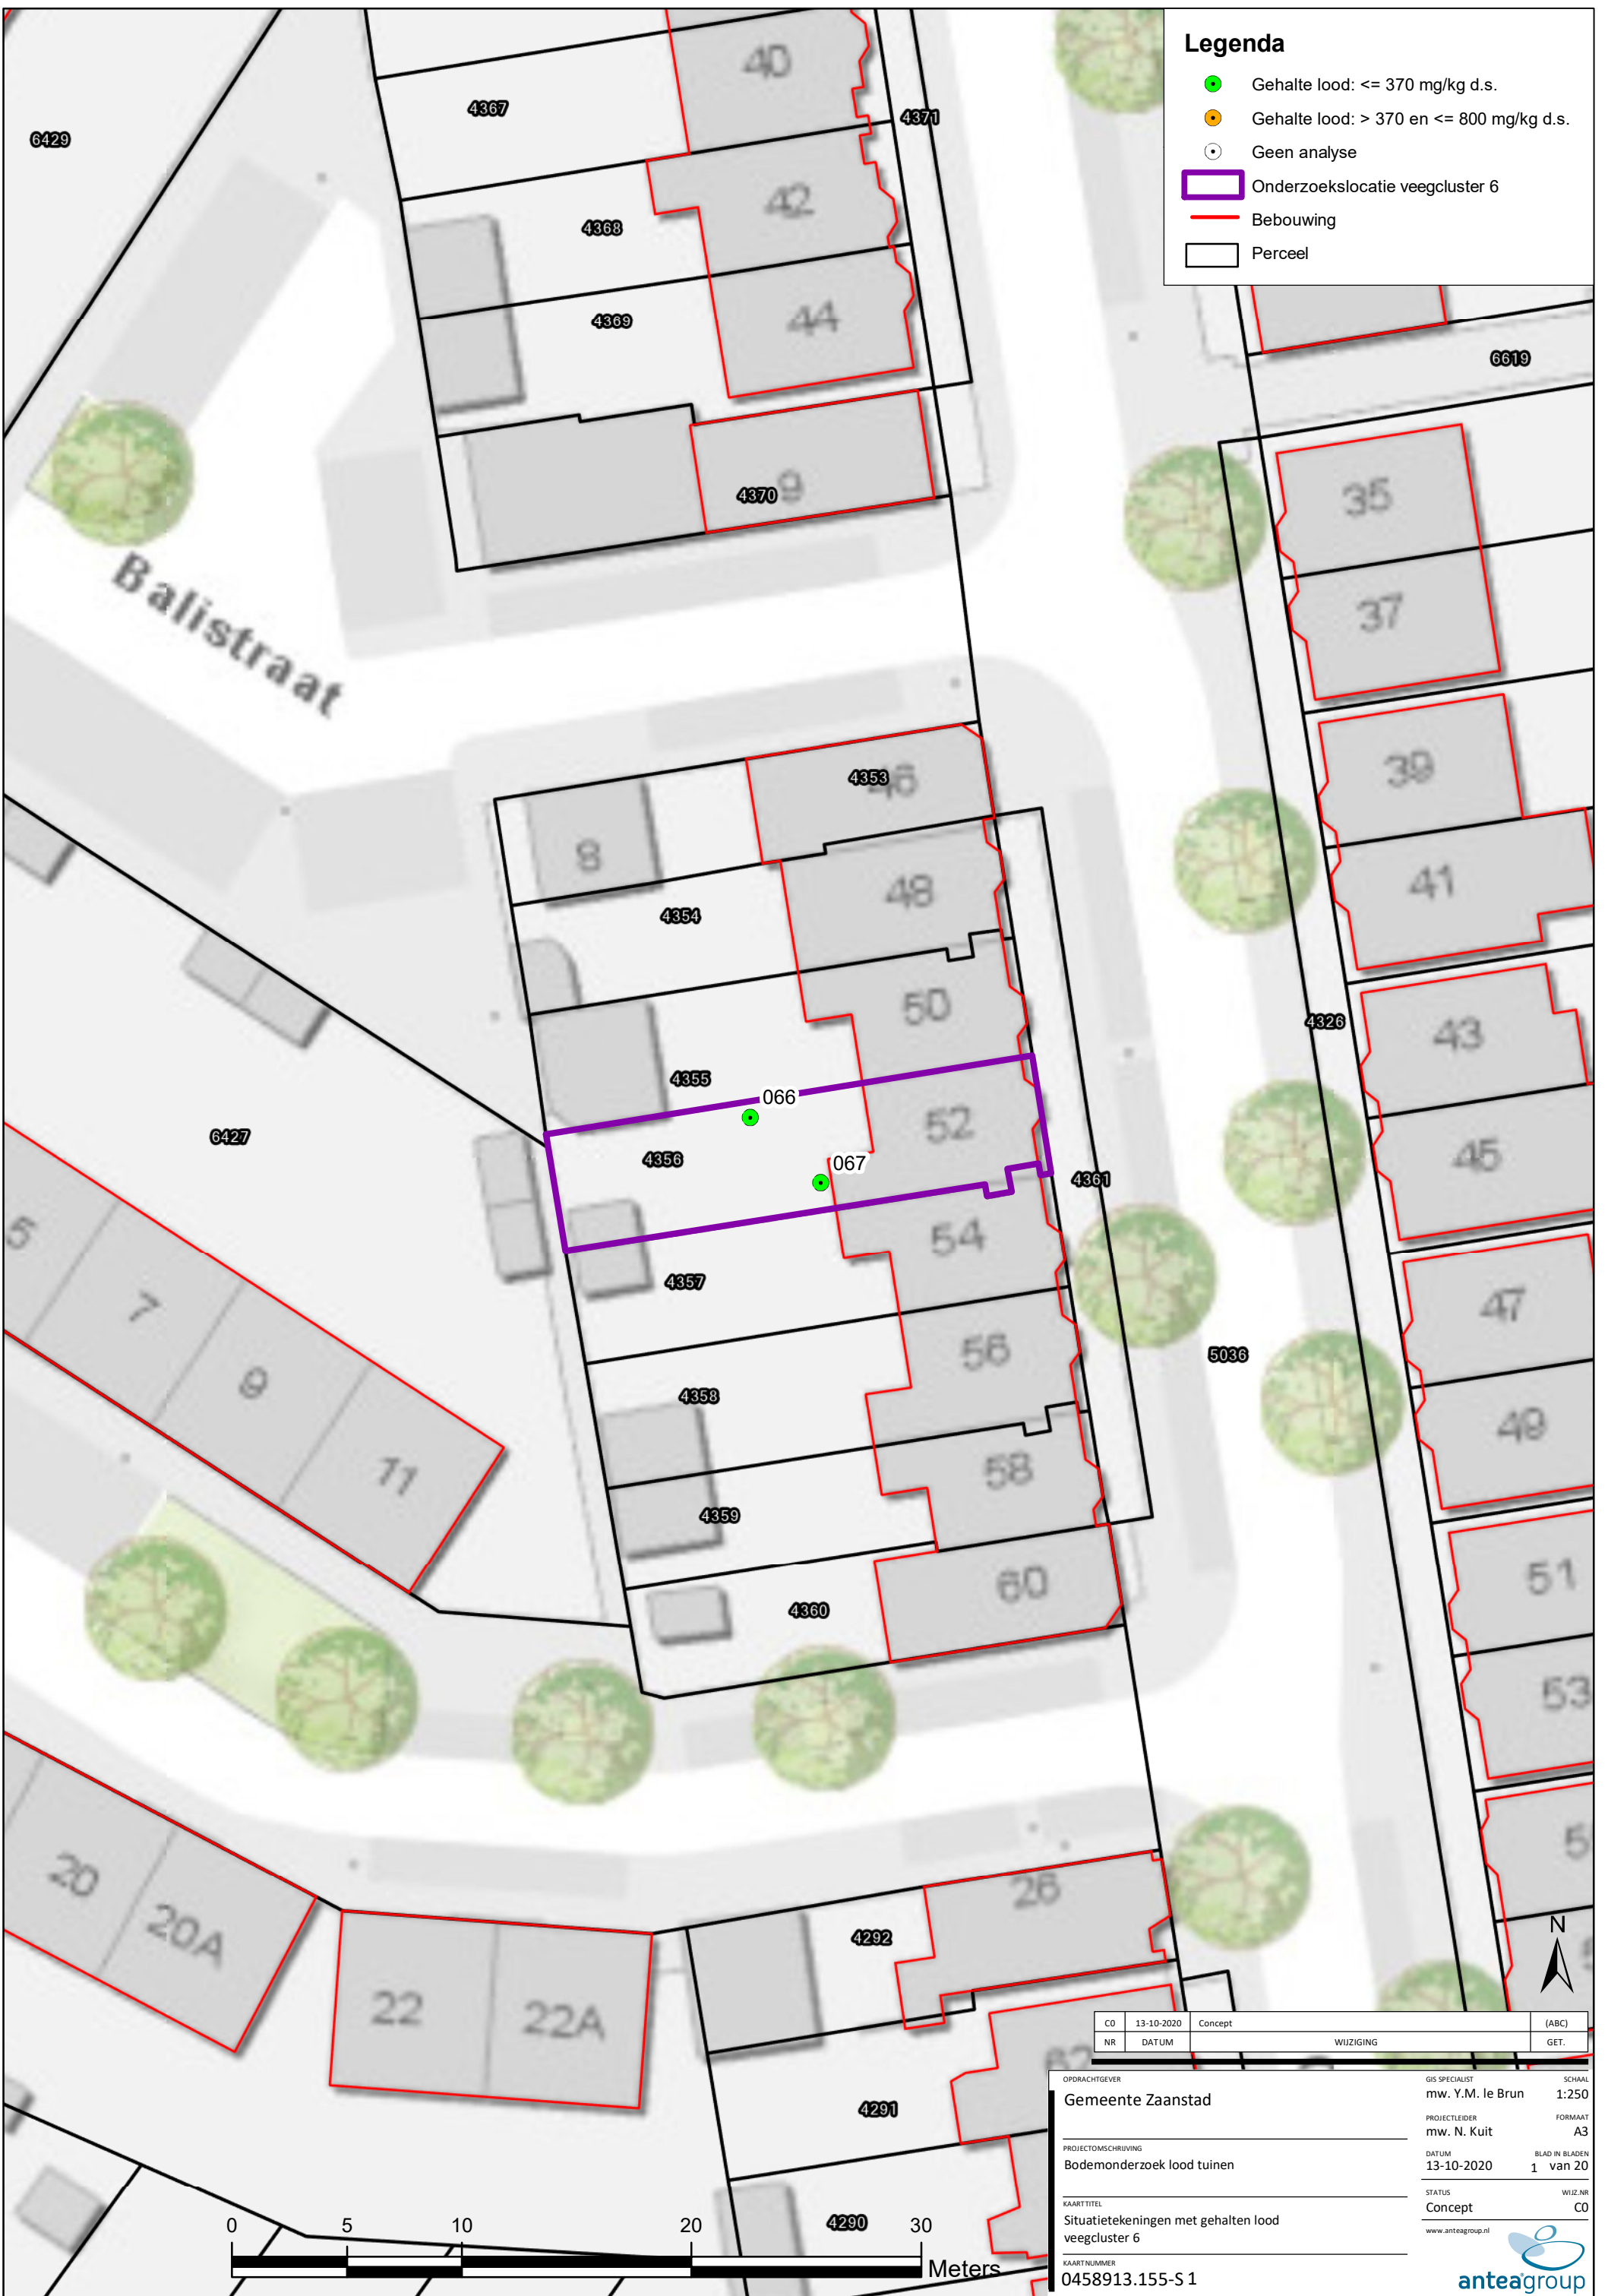 Legenda
Gehalte lood: <= 370 mg/kg d.s.
Gehalte lood: > 370 en <= 800 mg/kg d.s.
Geen analyse
Onderzoekslocatie veegcluster 6
Bebouwing
Perceel
40
4367
4371
6429
42
4368
4369
44
6619
4370
9
35
37
Balistraat
4353
46
39
8
48
41
4354
50
4326
43
4355
066
52
6427
4356
067
45
4361
54
5
4357
47
7
56
5036
9
4358
49
11
58
4359
51
60
4360
53
5
20
26
20A
4292
22
22A
N
C0 13-10-2020 Concept (ABC)
NR DATUM WIJZIGING GET.
62
4291
4290
OPDRACHTGEVER
Gemeente Zaanstad
PROJECTOMSCHRIJVING
Bodemonderzoek lood tuinen
KAARTTITEL
Situatietekeningen met gehalten lood
veegcluster 6
KAARTNUMMER
0458913.155-S 1
GIS SPECIALIST SCHAAL
mw. Y.M. le Brun 1:250
PROJECTLEIDER FORMAAT
mw. N. Kuit A3
DATUM BLAD IN BLADEN
13-10-2020 1 van 20
STATUS WIJZ.NR
Concept C0
www.anteagroup.nl
anteagroup
0 5 10 20 30
Meters